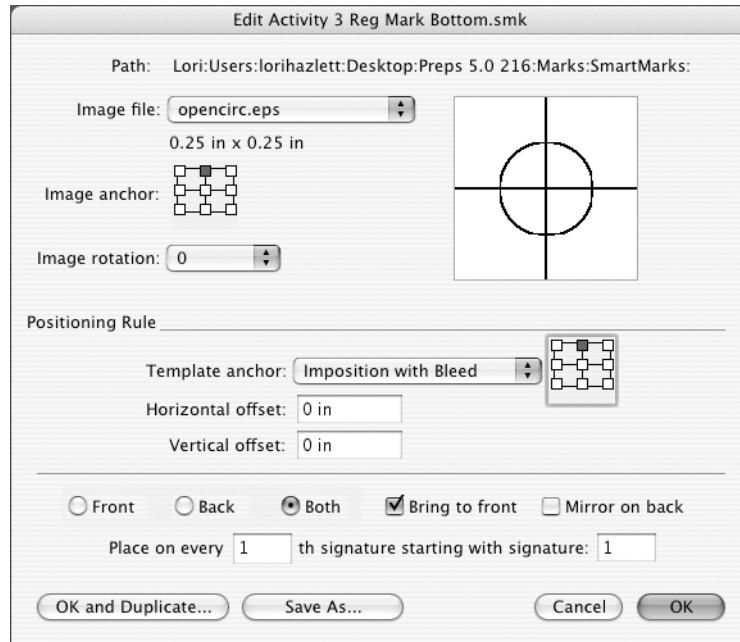 Edit Activity 3 Reg Mark Bottom.smk
Path: Lori:Users:lorihazlett:Desktop:Preps 5.0 216:Marks:SmartMarks:
Image file: opencirc.eps
0.25 in x 0.25 in
Image anchor:
Image rotation: 0
Positioning Rule
Template anchor: Imposition with Bleed
Horizontal offset: 0 in
Vertical offset: 0 in
Front Back Both Bring to front Mirror on back
Place on every 1 th signature starting with signature: 1
OK and Duplicate... Save As... Cancel OK